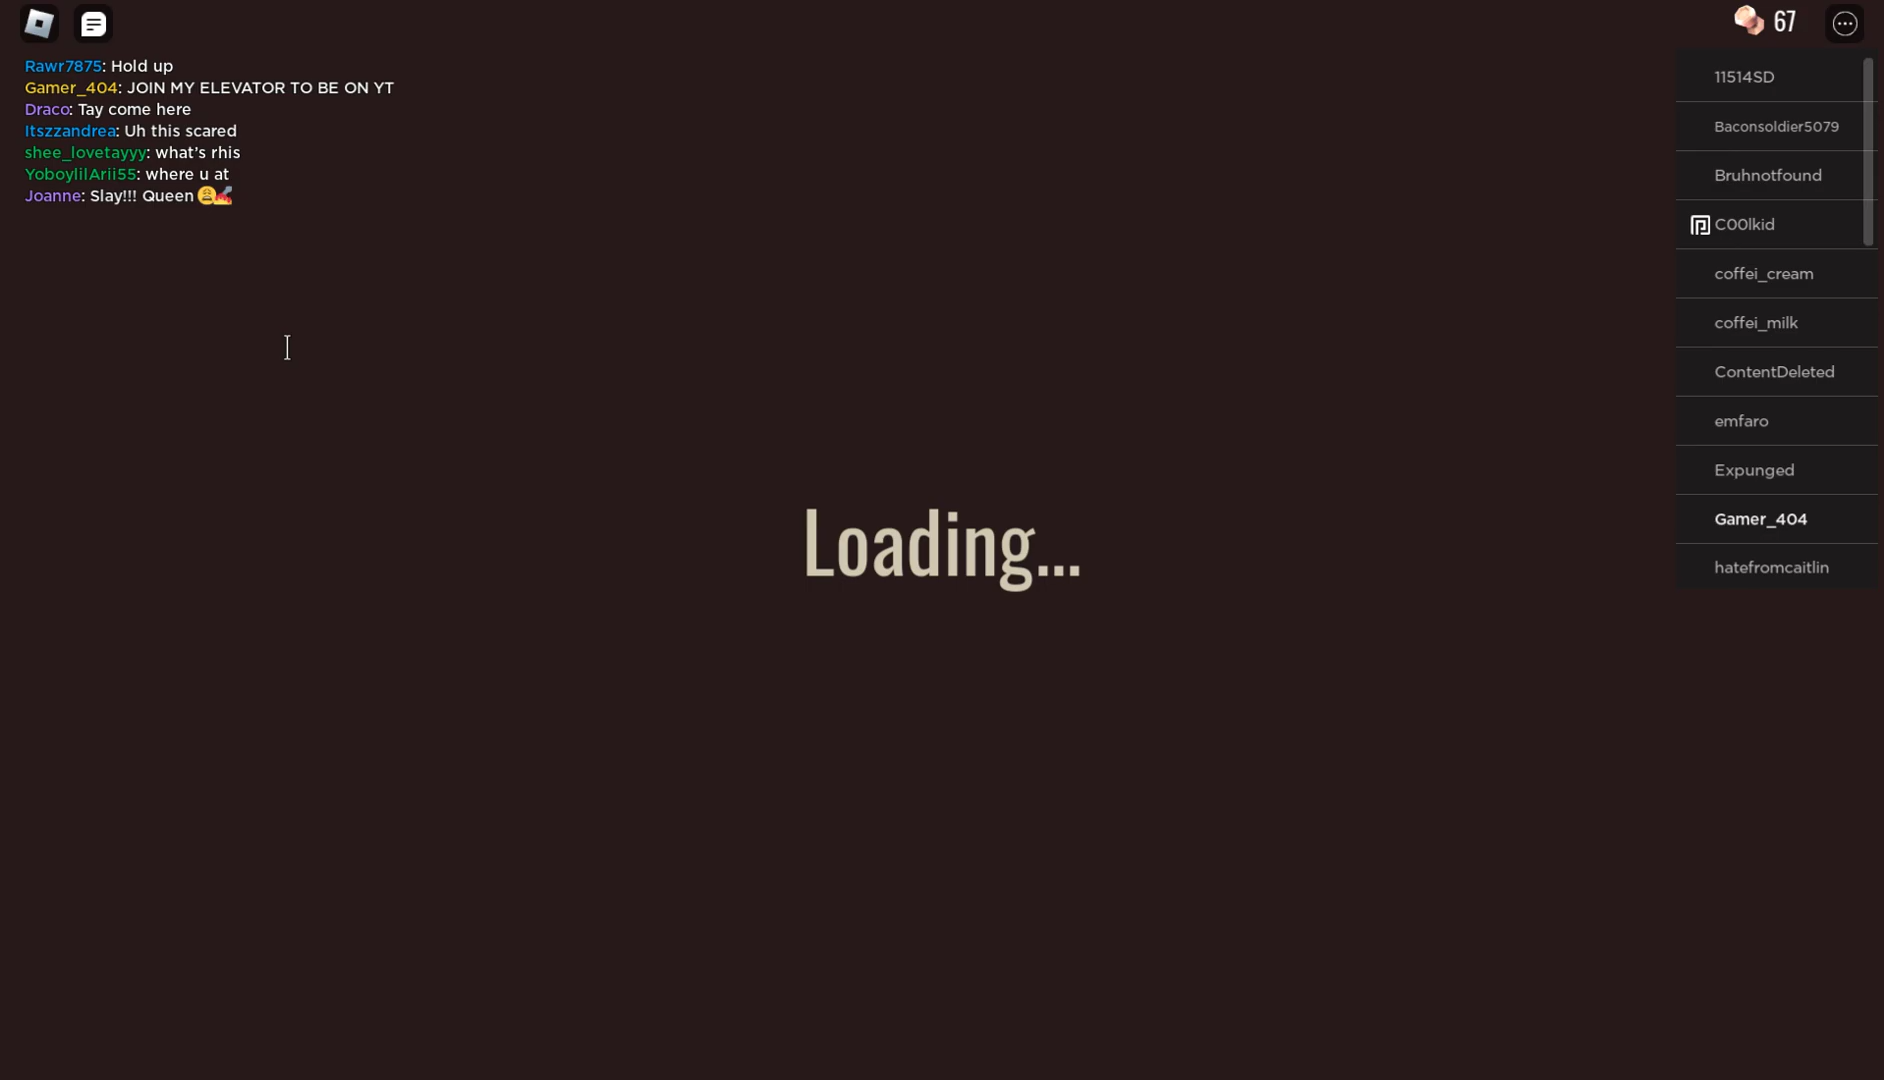 67
Rawr7875: Hold up
Gamer_404: JOIN MY ELEVATOR TO BE ON YT
Draco: Tay come here
Itszzandrea: Uh this scared
shee_lovetayyy: what's rhis
YoboylilArii55: where u at
Joanne: Slay!!! Queen 😩💅
11514SD
Baconsoldier5079
Bruhnotfound
C00lkid
coffei_cream
coffei_milk
ContentDeleted
emfaro
Expunged
Gamer_404
hatefromcaitlin
Loading...